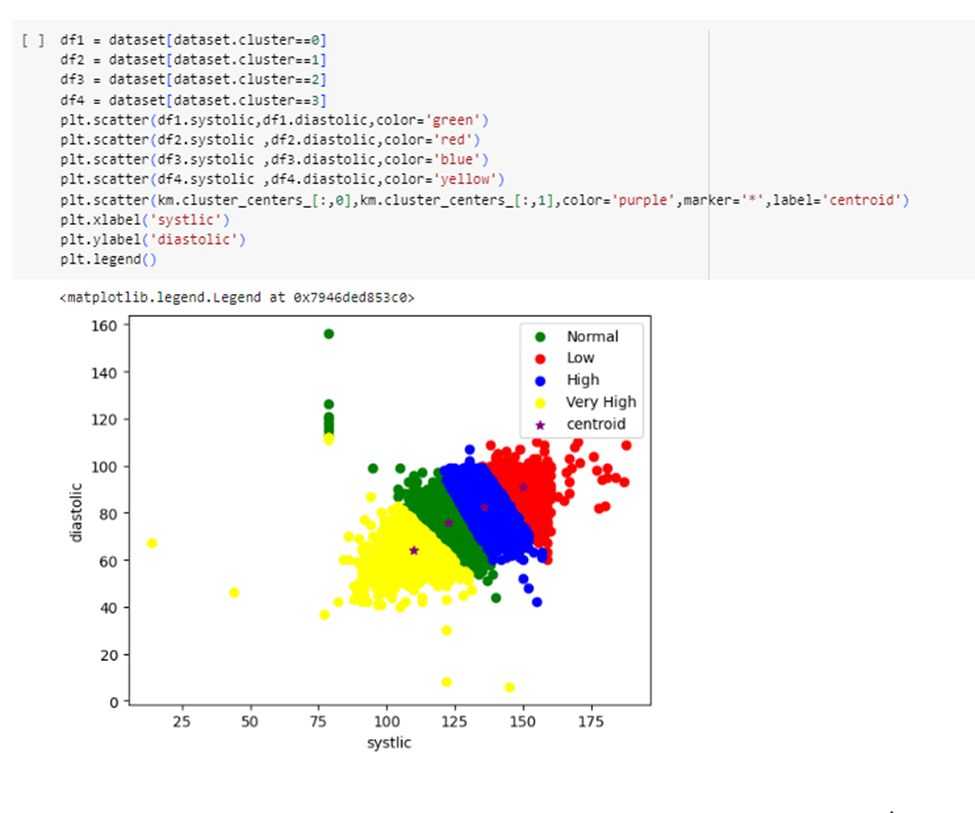 [ ] df1 = dataset[dataset.cluster==0]
df2 = dataset[dataset.cluster==1]
df3 = dataset[dataset.cluster==2]
df4 = dataset[dataset.cluster==3]
plt.scatter(df1.systolic,df1.diastolic,color='green')
plt.scatter(df2.systolic ,df2.diastolic,color='red')
plt.scatter(df3.systolic ,df3.diastolic,color='blue')
plt.scatter(df4.systolic ,df4.diastolic,color='yellow')
plt.scatter(km.cluster_centers_[:,0],km.cluster_centers_[:,1],color='purple',marker='*',label='centroid')
plt.xlabel('systlic')
plt.ylabel('diastolic')
plt.legend()
<matplotlib.legend.Legend at 0x7946ded853c0>
160
140
120
100
80
60
40
20
0
diastolic
Normal
Low
High
Very High
centroid
25 50 75 100 125 150 175
systlic